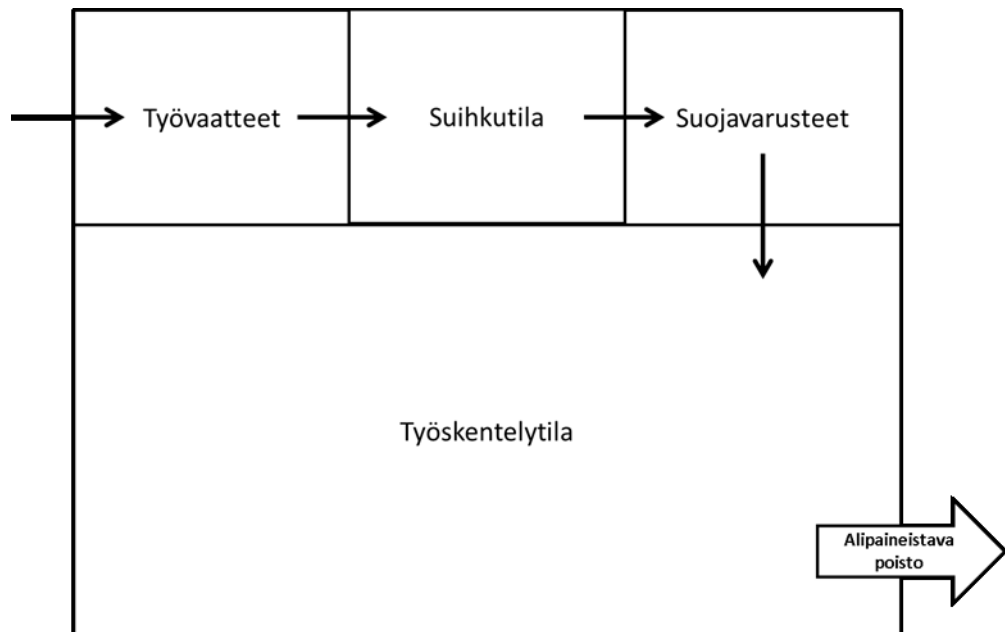 Työvaatteet
Suihkutila
Suojavarusteet
Työskentelytila
Alipaineistava
poisto